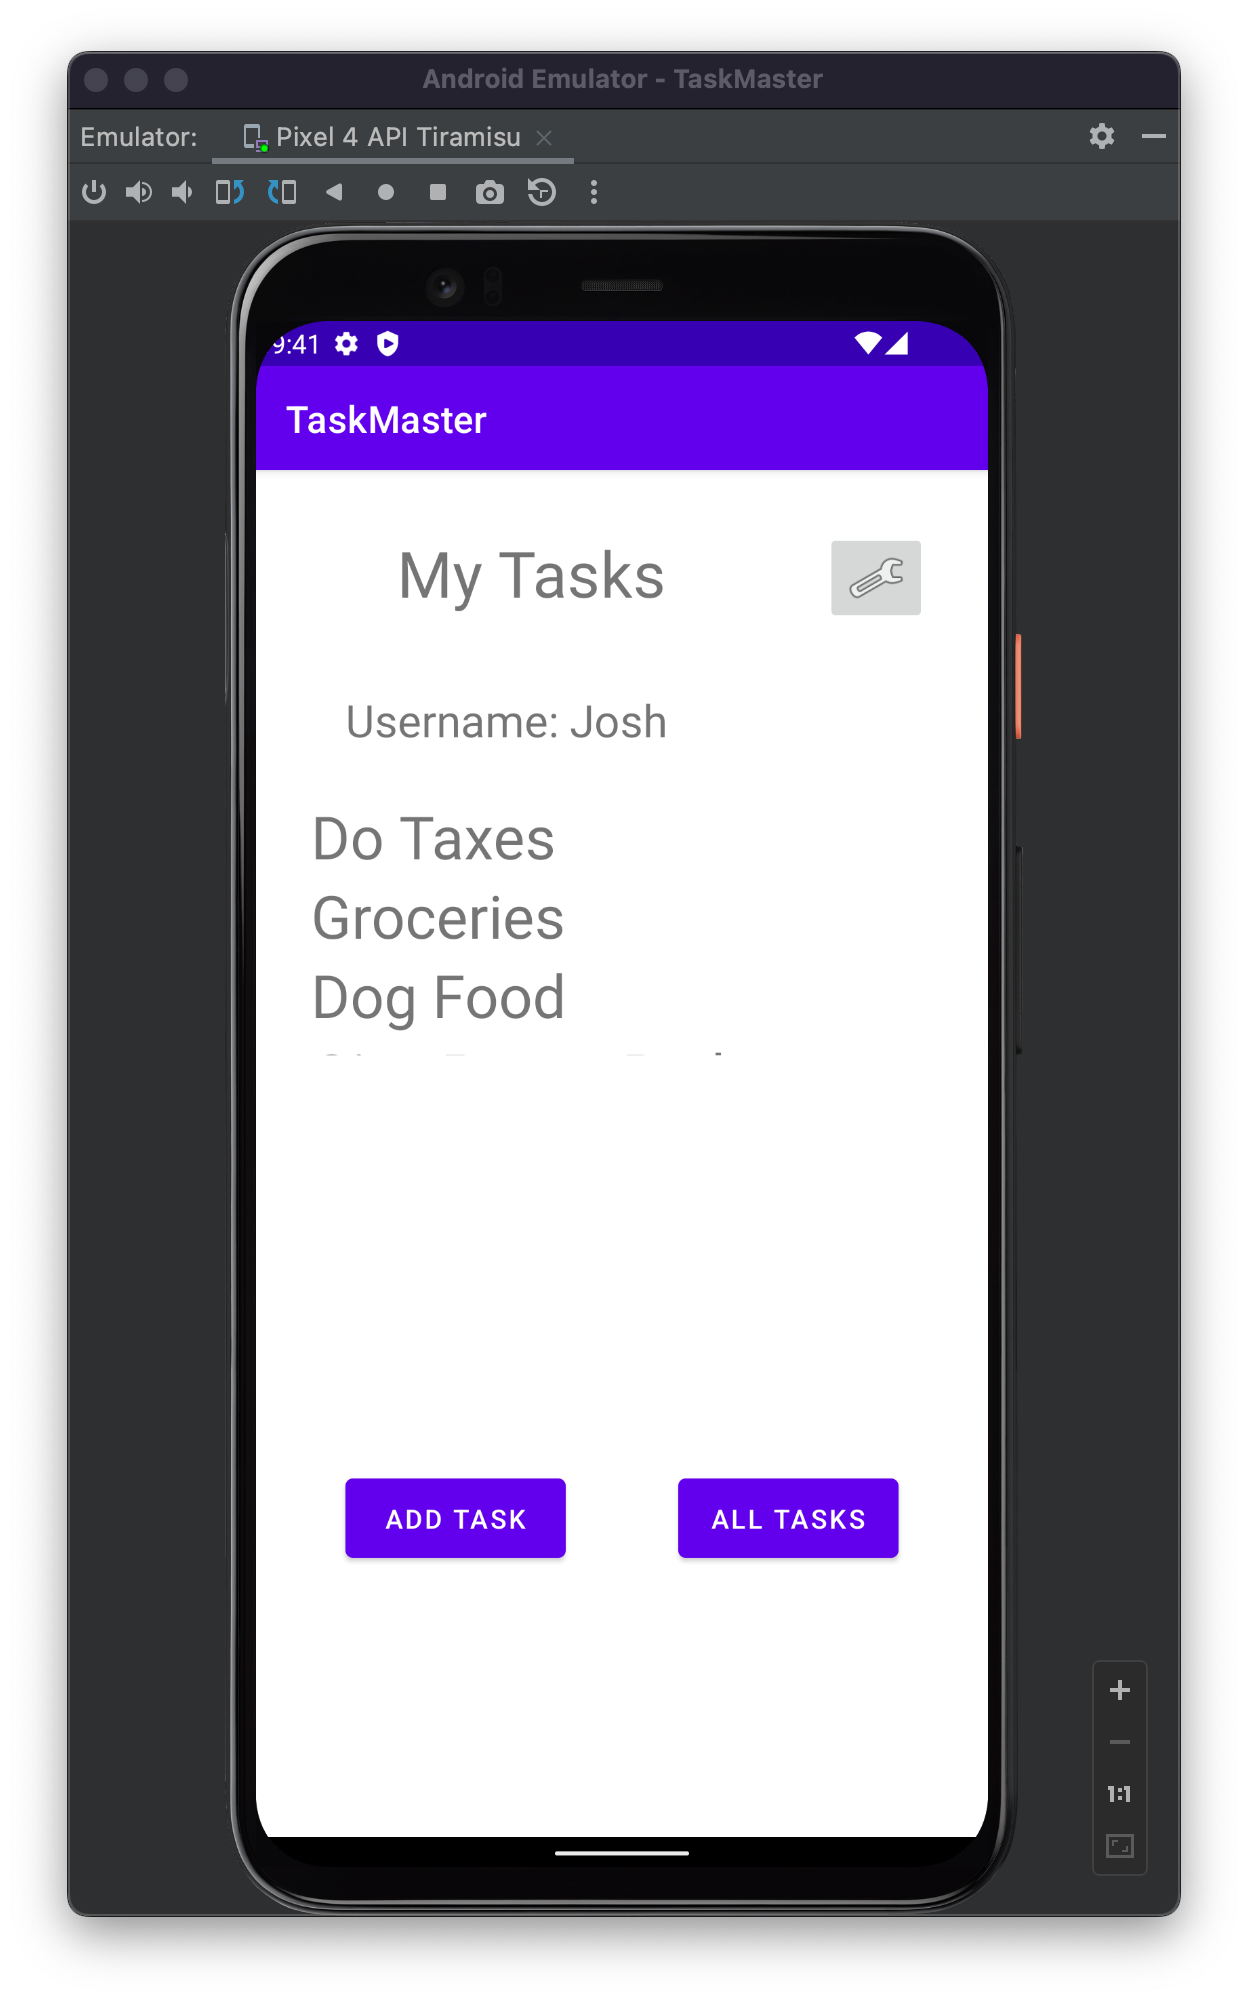 Android Emulator - TaskMaster
Emulator: Pixel 4 API Tiramisu
9:41
TaskMaster
My Tasks
Username: Josh
Do Taxes
Groceries
Dog Food
ADD TASK ALL TASKS
1:1